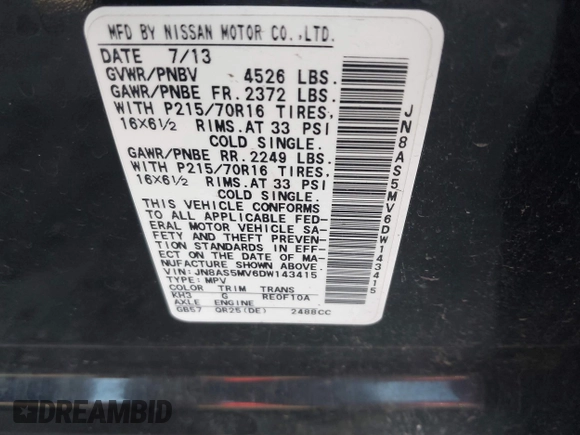 MFD BY NISSAN MOTOR CO.,LTD.
DATE 7/13
GVWR/PNBV 4526 LBS.
GAWR/PNBE FR. 2372 LBS.
WITH P215/70R16 TIRES,
16X6½ RIMS. AT 33 PSI
COLD SINGLE.
GAWR/PNBE RR. 2249 LBS.
WITH P215/70R16 TIRES,
16X6½ RIMS. AT 33 PSI
COLD SINGLE.
THIS VEHICLE CONFORMS
TO ALL APPLICABLE FED-
ERAL MOTOR VEHICLE SA-
FETY AND THEFT PREVEN-
TION STANDARDS IN EFF-
ECT ON THE DATE OF MA-
NUFACTURE SHOWN ABOVE.
VIN: JN8AS5MV6DW143415
TYPE: MPV
COLOR TRIM TRANS
KH3 G RE0F10A
AXLE ENGINE
GB57 QR25(DE) 2488CC
JN8AS5MV6DW143415
DREAMBID